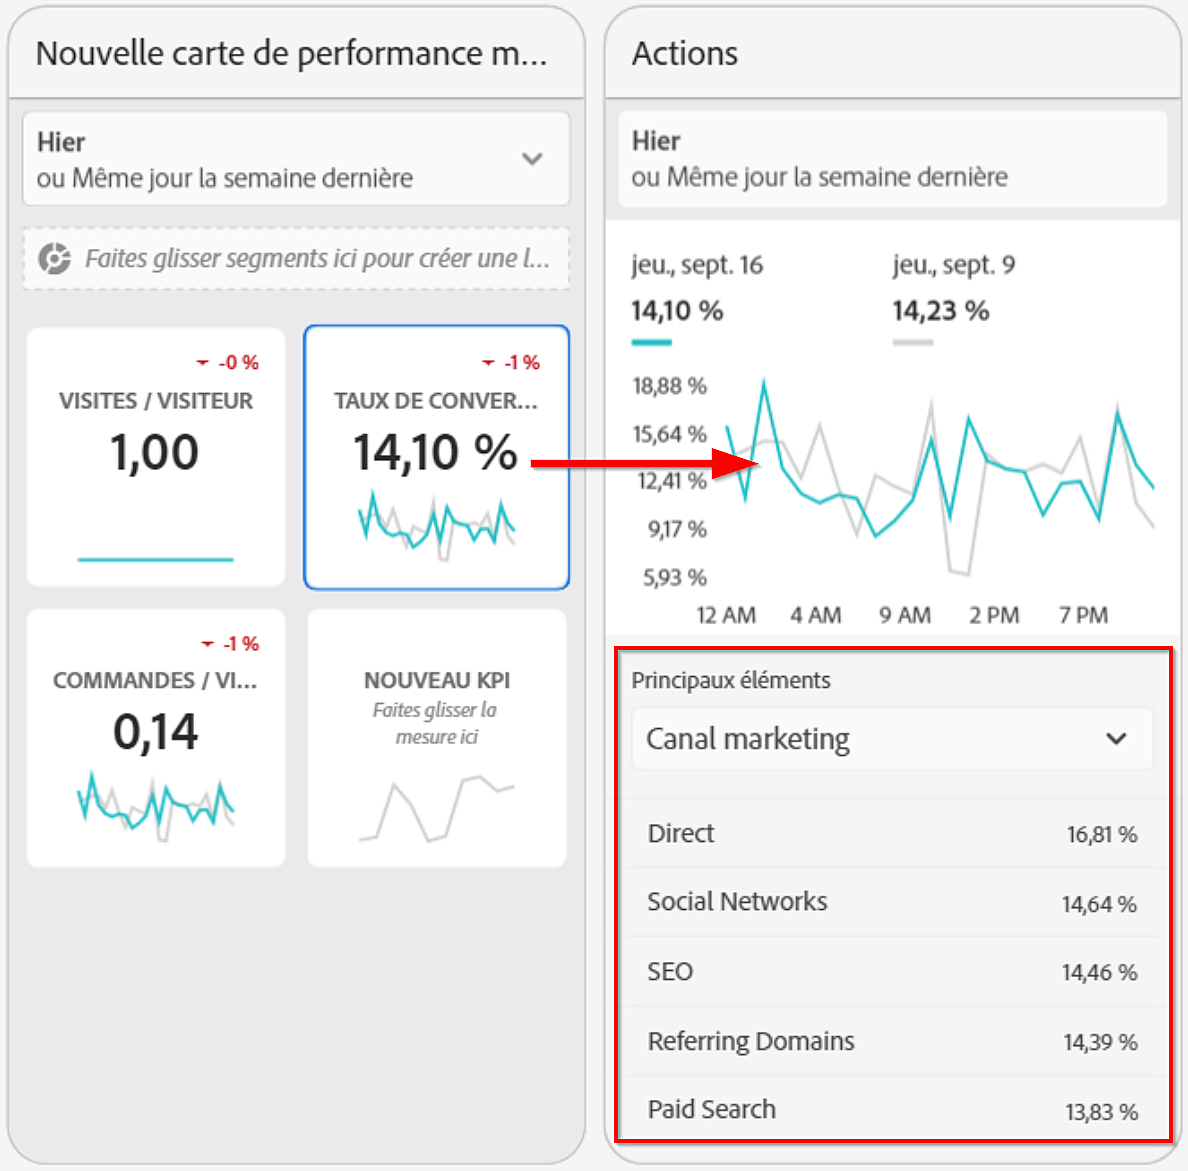 Nouvelle carte de performance m...
Hier
ou Même jour la semaine dernière
Faites glisser segments ici pour créer une l...
-0 %
VISITES / VISITEUR
1,00
-1 %
TAUX DE CONVER...
14,10 %
-1 %
COMMANDES / VI...
0,14
NOUVEAU KPI
Faites glisser la
mesure ici
Actions
Hier
ou Même jour la semaine dernière
jeu., sept. 16
14,10 %
jeu., sept. 9
14,23 %
18,88 %
15,64 %
12,41 %
9,17 %
5,93 %
12 AM 4 AM 9 AM 2 PM 7 PM
Principaux éléments
Canal marketing
Direct 16,81 %
Social Networks 14,64 %
SEO 14,46 %
Referring Domains 14,39 %
Paid Search 13,83 %